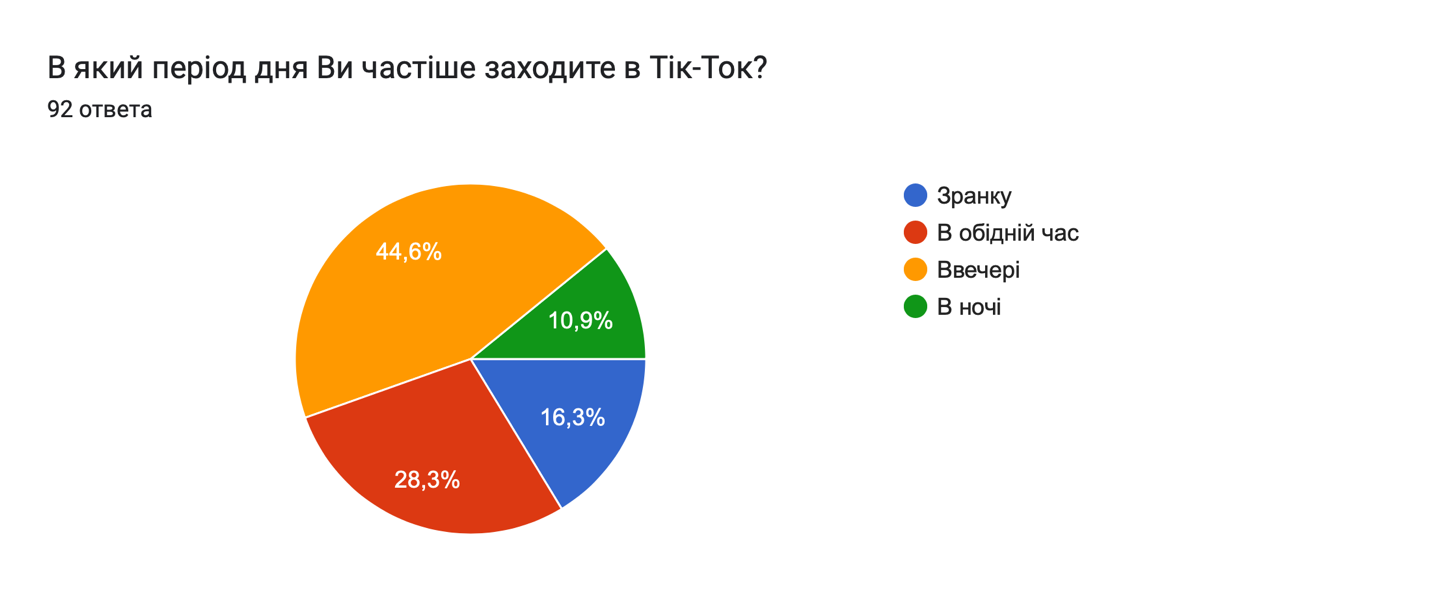 В який період дня Ви частіше заходите в Тік-Ток?
92 ответа
Зранку
В обідній час
Ввечері
В ночі
44,6%
10,9%
16,3%
28,3%